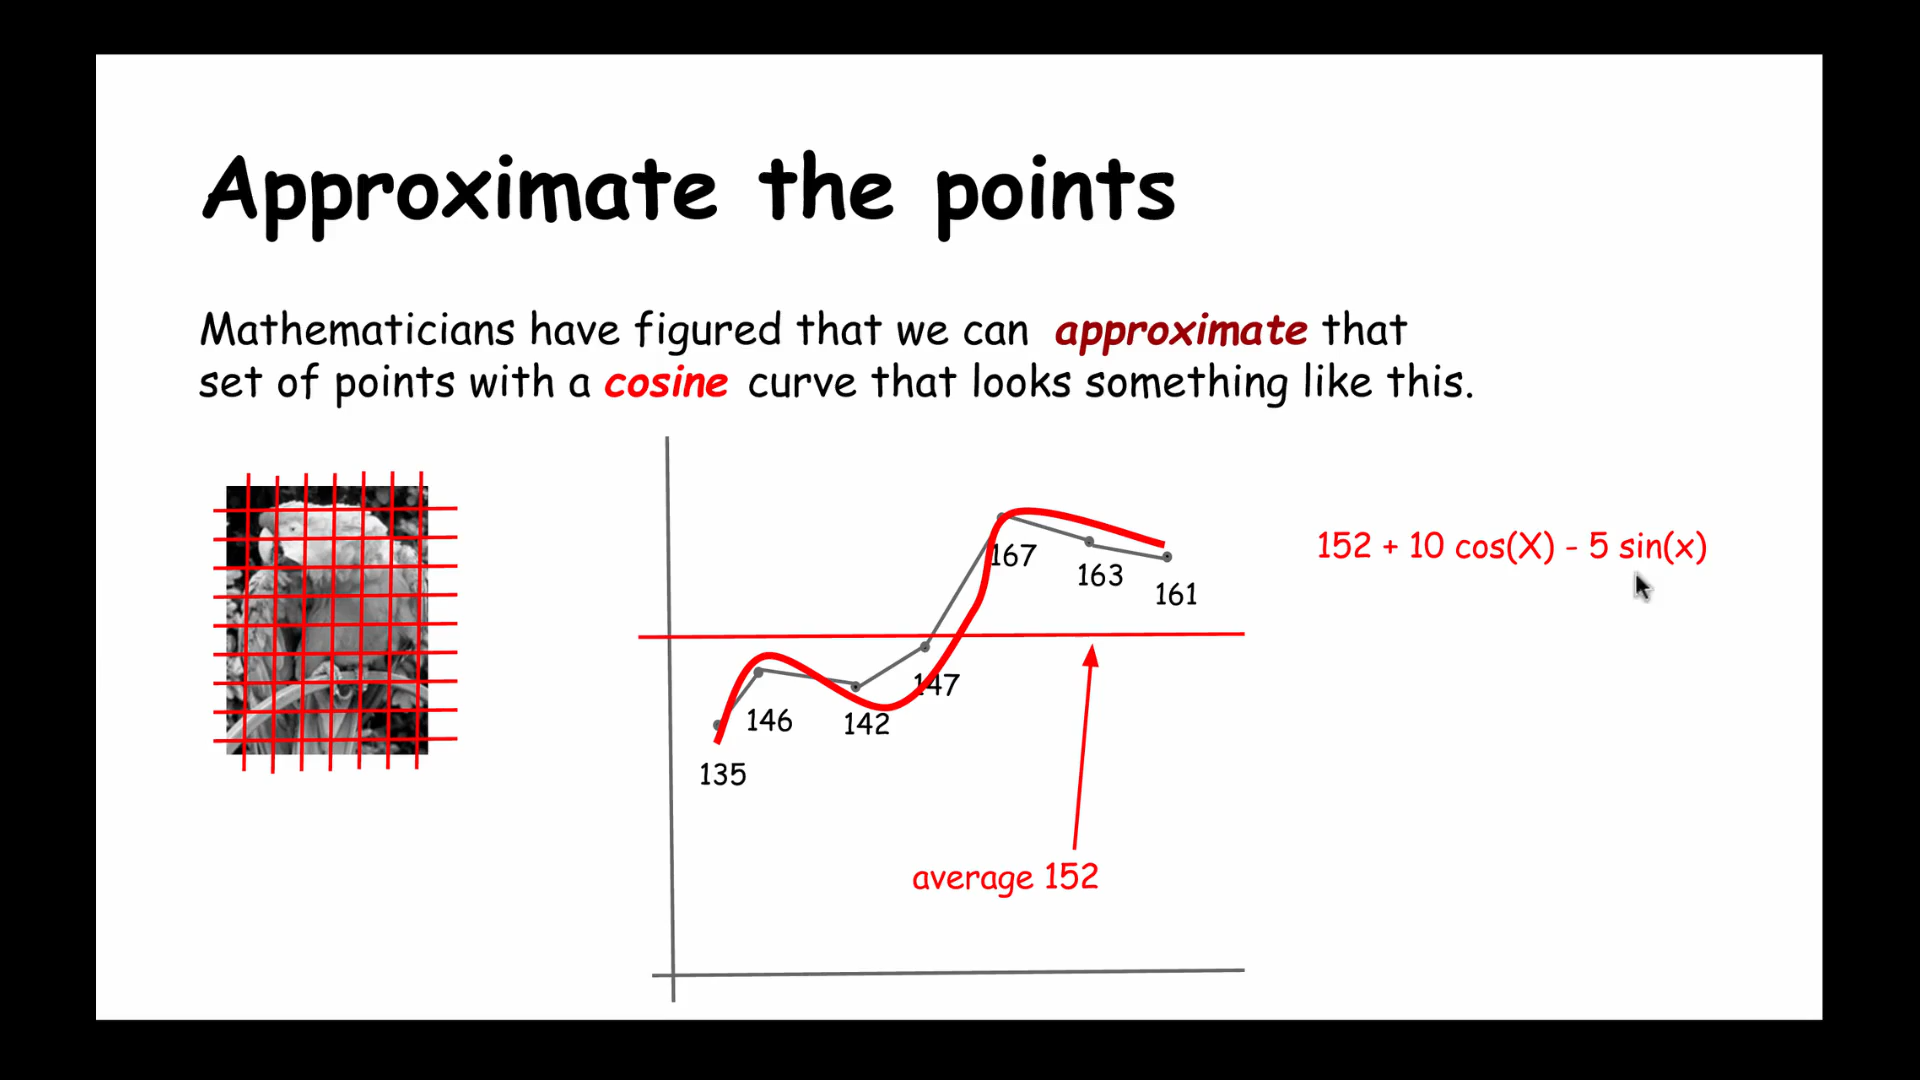 Approximate the points
Mathematicians have figured that we can approximate that
set of points with a cosine curve that looks something like this.
152 + 10 cos(X) - 5 sin(x)
167
163
161
147
146
142
135
average 152